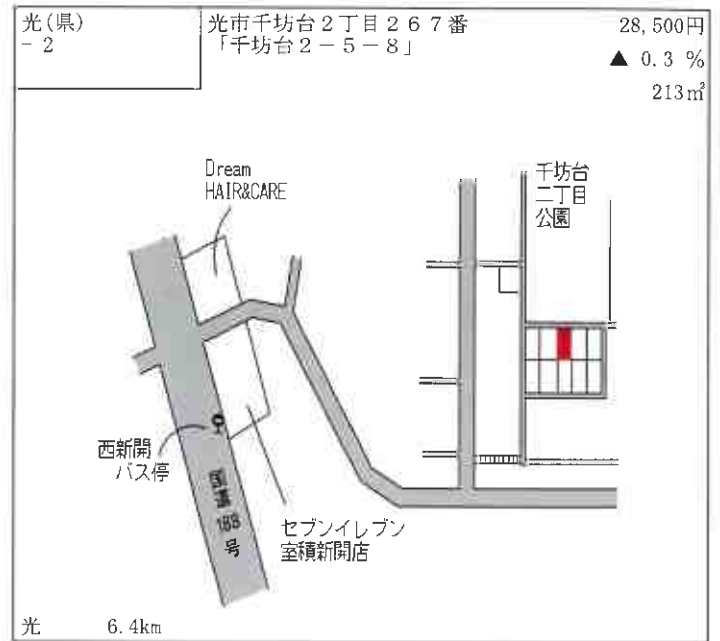 光(県)
－2
光市千坊台２丁目２６７番
「千坊台２－５－８」
28,500円
▲ 0.3 %
213㎡
Dream
HAIR&CARE
千坊台
二丁目
公園
西新開
バス停
国道188号
セブンイレブン
室積新開店
光 6.4km